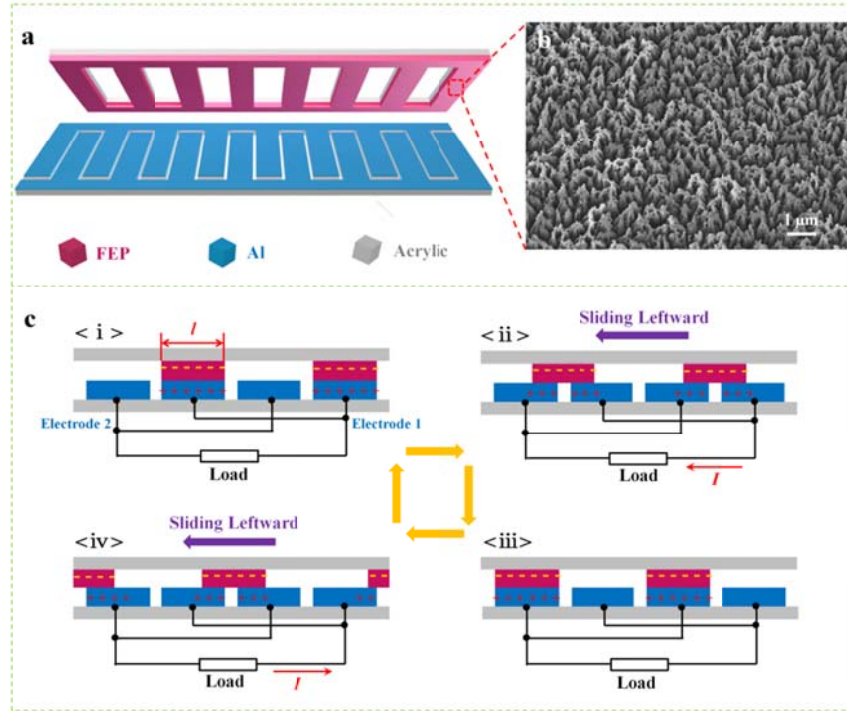 a
b
1 μm
FEP
Al
Acrylic
c
< i >
l
Electrode 2
Electrode 1
Load
Sliding Leftward
< ii >
Load
I
Sliding Leftward
<iv>
Load
I
<iii>
Load